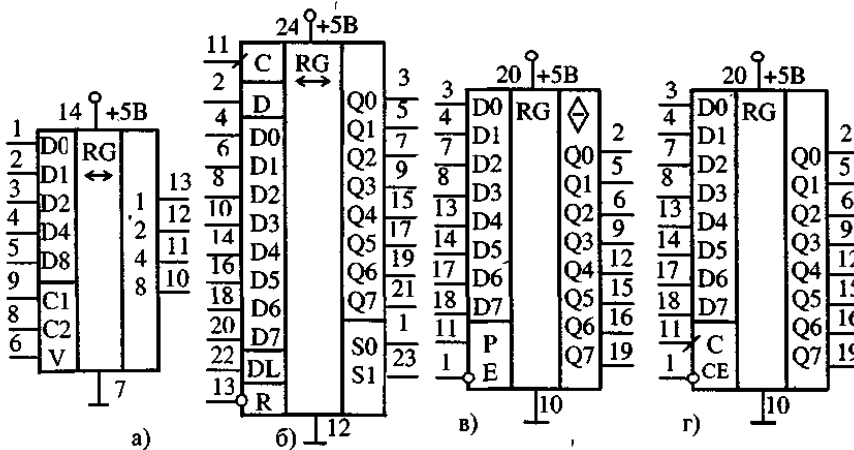 14 +5В
RG
1 D0
2 D1
3 D2
4 D4
5 D8
9 C1
8 C2
6 V
1 13
2 12
4 11
8 10
7
а)
24 +5В
RG
11 C
2 D
4 D0
6 D1
8 D2
10 D3
14 D4
16 D5
18 D6
20 D7
22 DL
13 R
Q0 3
Q1 5
Q2 7
Q3 9
Q4 15
Q5 17
Q6 19
Q7 21
S0 1
S1 23
12
б)
20 +5В
RG
3 D0
4 D1
7 D2
8 D3
13 D4
14 D5
17 D6
18 D7
11 P
1 E
Q0 2
Q1 5
Q2 6
Q3 9
Q4 12
Q5 15
Q6 16
Q7 19
10
в)
20 +5В
RG
3 D0
4 D1
7 D2
8 D3
13 D4
14 D5
17 D6
18 D7
11 C
1 CE
Q0 2
Q1 5
Q2 6
Q3 9
Q4 12
Q5 15
Q6 16
Q7 19
10
г)